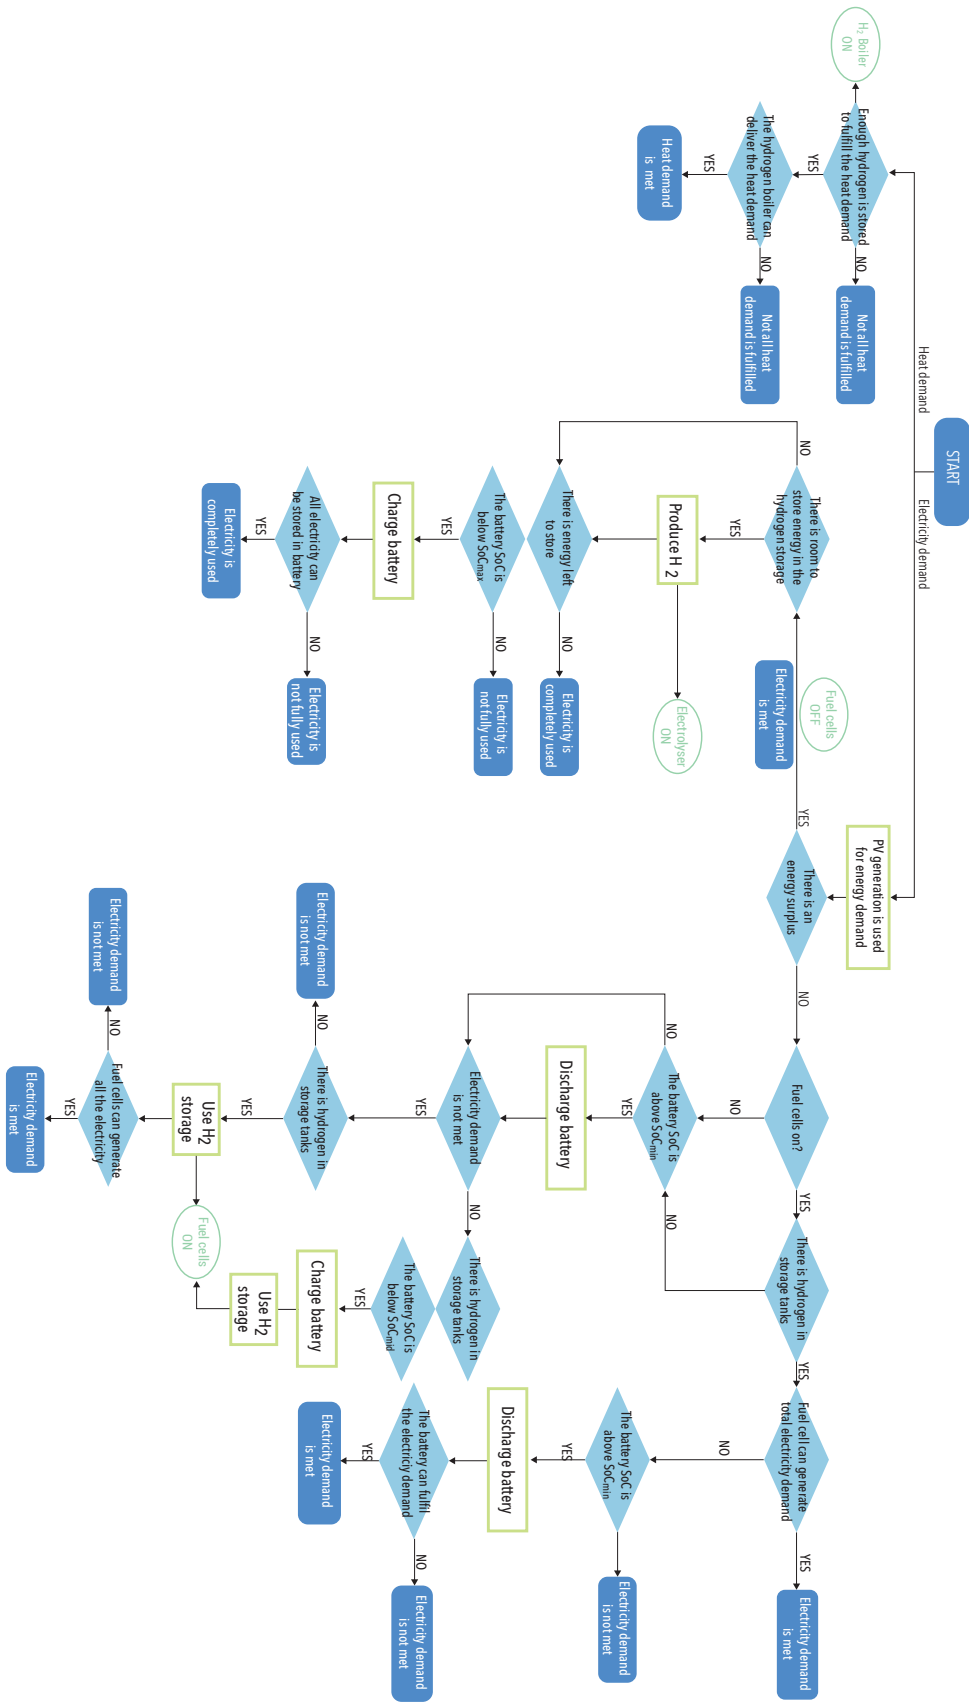 START
Heat demand
Electricity demand
H₂ Boiler
ON
Enough hydrogen is stored
to fulfill the heat demand
YES
NO
Not all heat
demand is fulfilled
The hydrogen boiler can
deliver the heat demand
YES
NO
Heat demand
is met
Not all heat
demand is fulfilled
PV generation is used
for energy demand
There is an
energy surplus
YES
NO
Fuel cells
OFF
Electricity demand
is met
There is room to
store energy in the
hydrogen storage
NO
YES
Produce H 2
Electrolyser
ON
There is energy left
to store
NO
Electricity is
completely used
The battery SoC is
below SoCmax
YES
NO
Electricity is
not fully used
Charge battery
All electricity can
be stored in battery
YES
NO
Electricity is
completely used
Electricity is
not fully used
Fuel cells on?
NO
YES
The battery SoC is
above SoCmin
NO
YES
NO
Discharge battery
Electricity demand
is not met
YES
NO
There is hydrogen in
storage tanks
NO
YES
Electricity demand
is not met
Use H2
storage
Fuel cells can generate
all the electricity
NO
YES
Electricity demand
is not met
Electricity demand
is met
Fuel cells
ON
There is hydrogen in
storage tanks
The battery SoC is
below SoCmid
YES
Charge battery
Use H2
storage
There is hydrogen in
storage tanks
YES
Fuel cell can generate
total electricity demand
NO
YES
Electricity demand
is met
The battery SoC is
above SoCmin
YES
NO
Electricity demand
is not met
Discharge battery
The battery can fulfil
the electriciy demand
YES
NO
Electricity demand
is met
Electricity demand
is not met